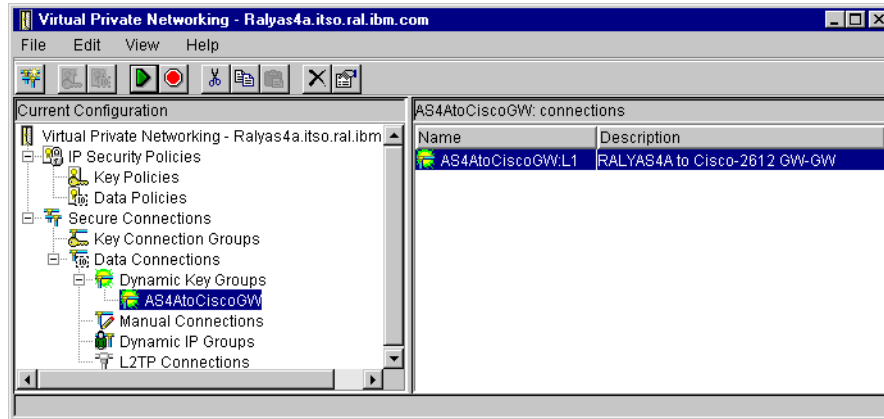 Virtual Private Networking - Ralyas4a.itso.ral.ibm.com
File Edit View Help
Current Configuration
AS4AtoCiscoGW: connections
Virtual Private Networking - Ralyas4a.itso.ral.ibm
IP Security Policies
Key Policies
Data Policies
Secure Connections
Key Connection Groups
Data Connections
Dynamic Key Groups
AS4AtoCiscoGW
Manual Connections
Dynamic IP Groups
L2TP Connections
Name Description
AS4AtoCiscoGW:L1 RALYAS4A to Cisco-2612 GW-GW